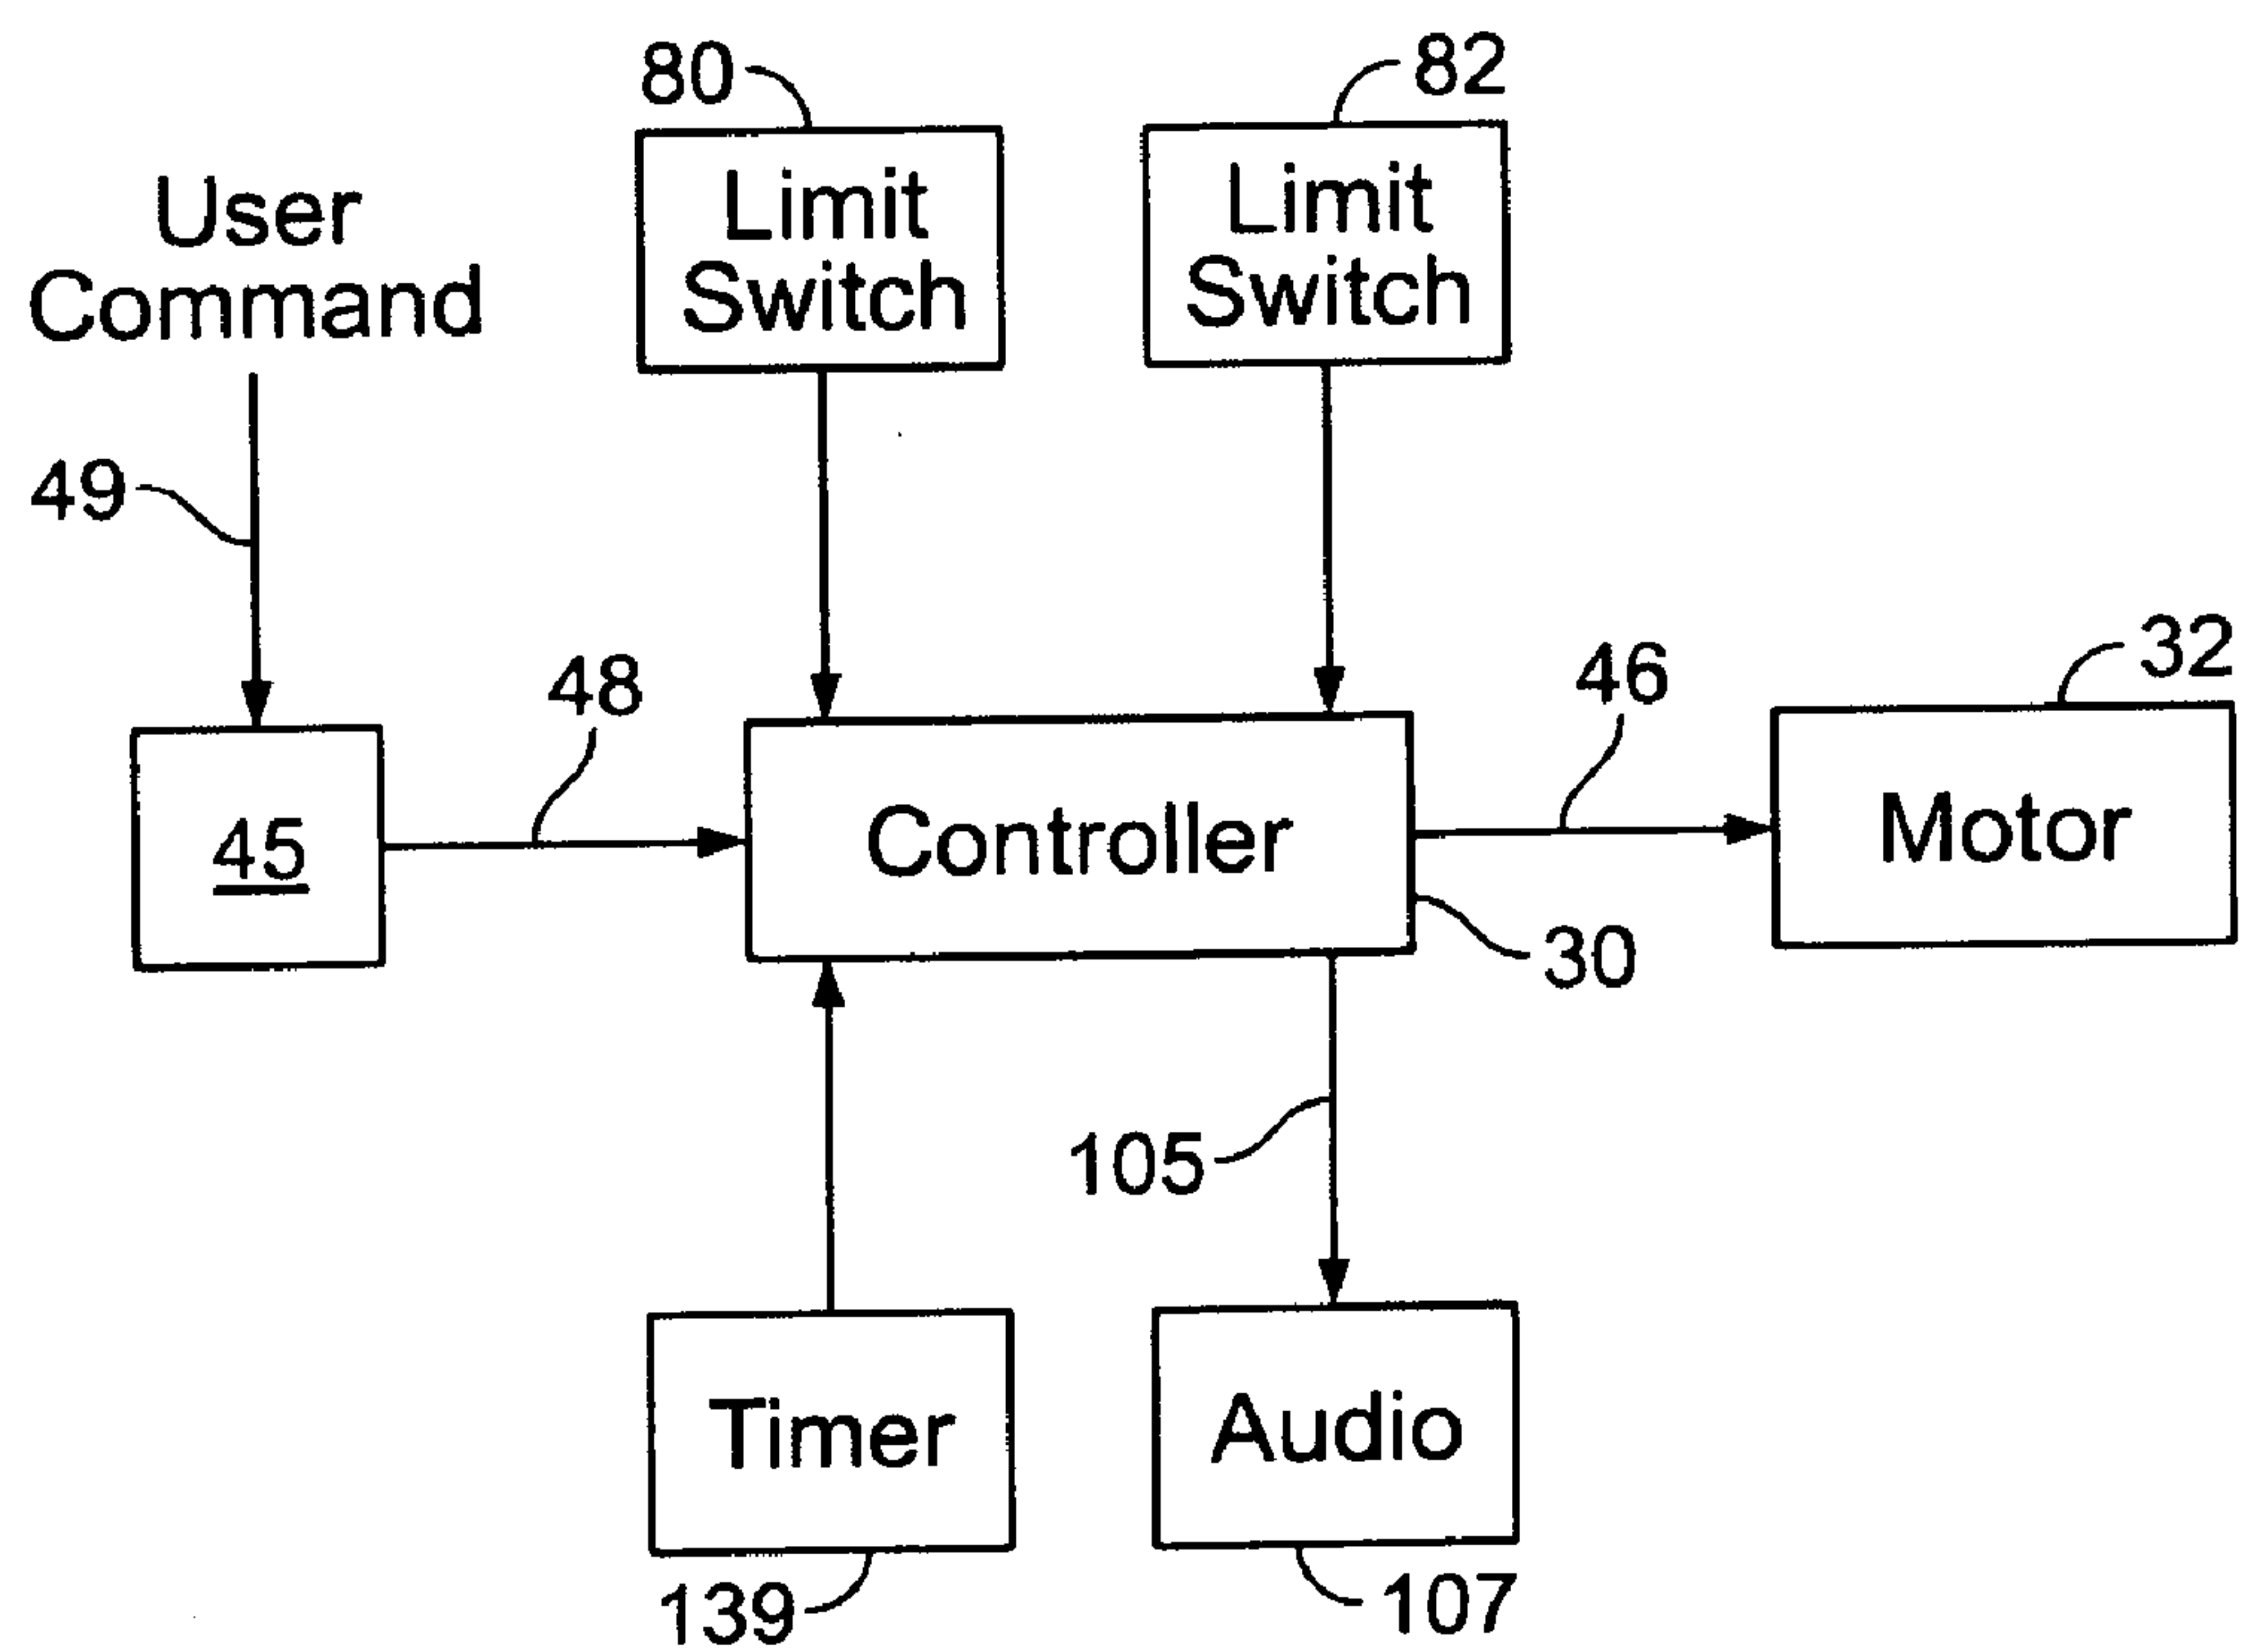 80
82
User
Command
Limit
Switch
Limit
Switch
49
48
46
32
45
Controller
Motor
30
105
Timer
Audio
139
107